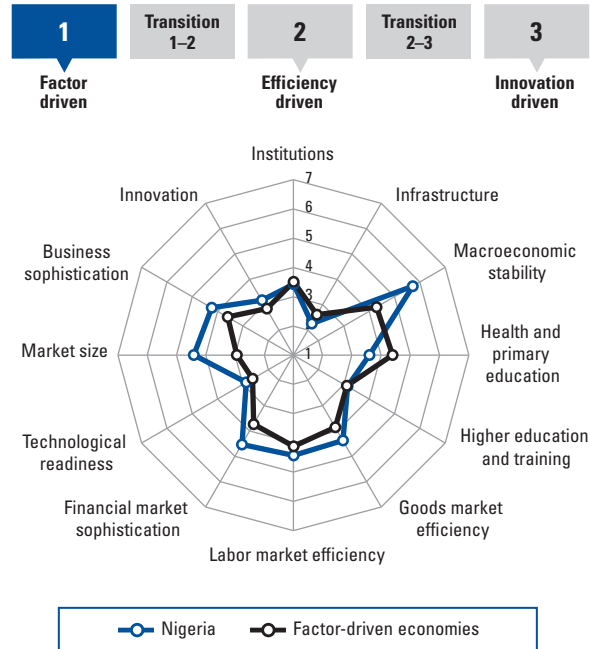 1
Transition
1–2
2
Transition
2–3
3
Factor
driven
Efficiency
driven
Innovation
driven
Institutions
Innovation
7
Infrastructure
6
Business
sophistication
5
Macroeconomic
stability
4
3
Market size
1
Health and
primary
education
Technological
readiness
Higher education
and training
Financial market
sophistication
Goods market
efficiency
Labor market efficiency
Nigeria
Factor-driven economies